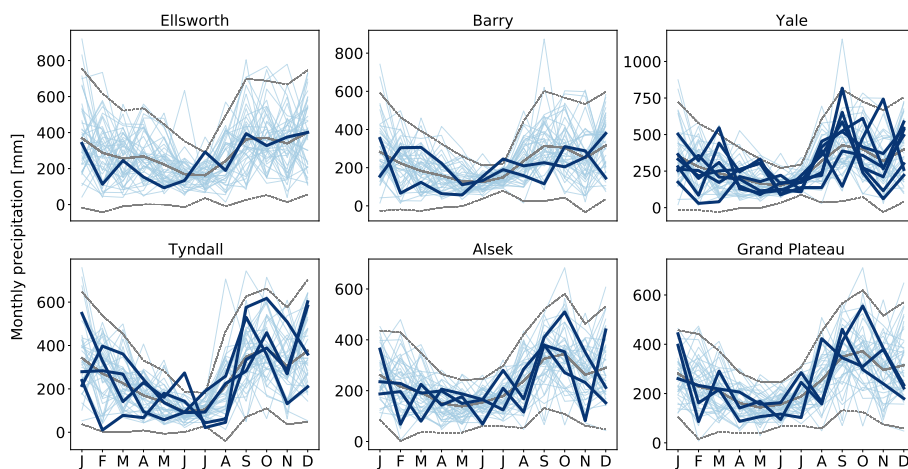 Ellsworth
Barry
Yale
800
600
400
200
0
800
600
400
200
0
1000
750
500
250
0
Monthly precipitation [mm]
Tyndall
Alsek
Grand Plateau
600
400
200
0
J F M A M J J A S O N D
600
400
200
0
J F M A M J J A S O N D
600
400
200
0
J F M A M J J A S O N D